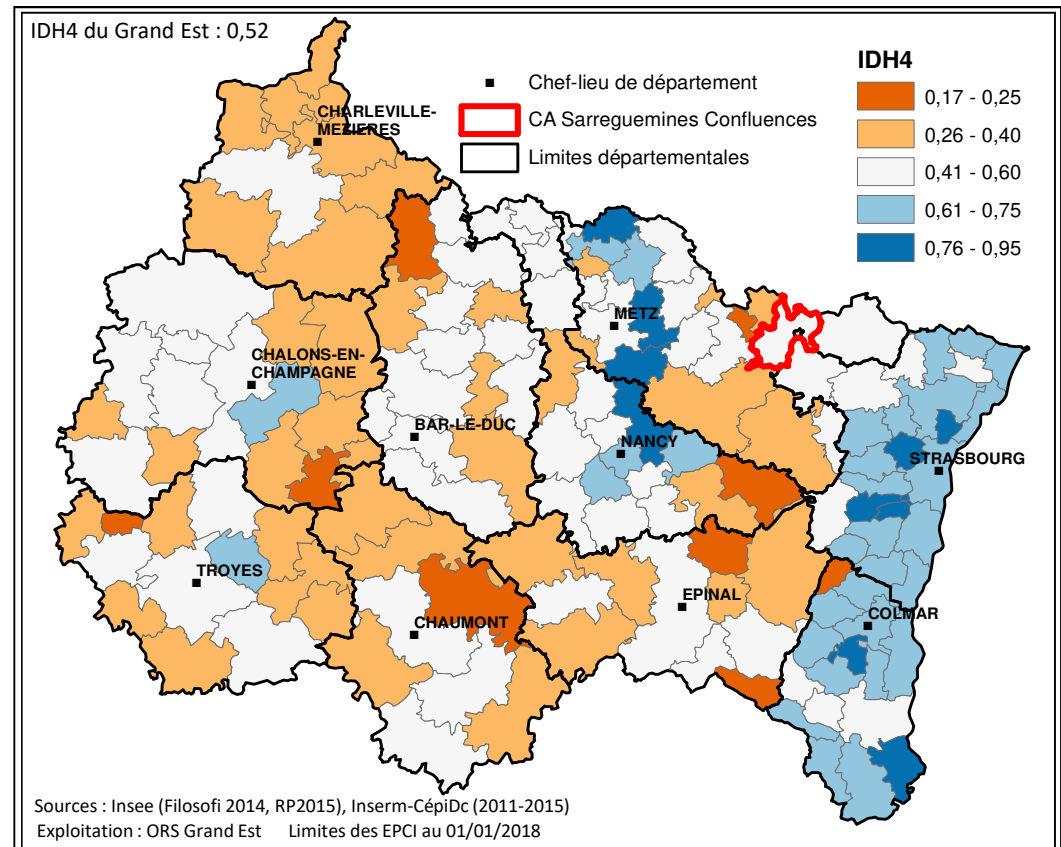 IDH4 du Grand Est : 0,52
IDH4
Chef-lieu de département
CA Sarreguemines Confluences
Limites départementales
0,17 - 0,25
0,26 - 0,40
0,41 - 0,60
0,61 - 0,75
0,76 - 0,95
CHARLEVILLE-
MEZIERES
METZ
CHALONS-EN-
CHAMPAGNE
BAR-LE-DUC
NANCY
STRASBOURG
TROYES
EPINAL
COLMAR
CHAUMONT
Sources : Insee (Filosofi 2014, RP2015), Inserm-CépiDc (2011-2015)
Exploitation : ORS Grand Est Limites des EPCI au 01/01/2018